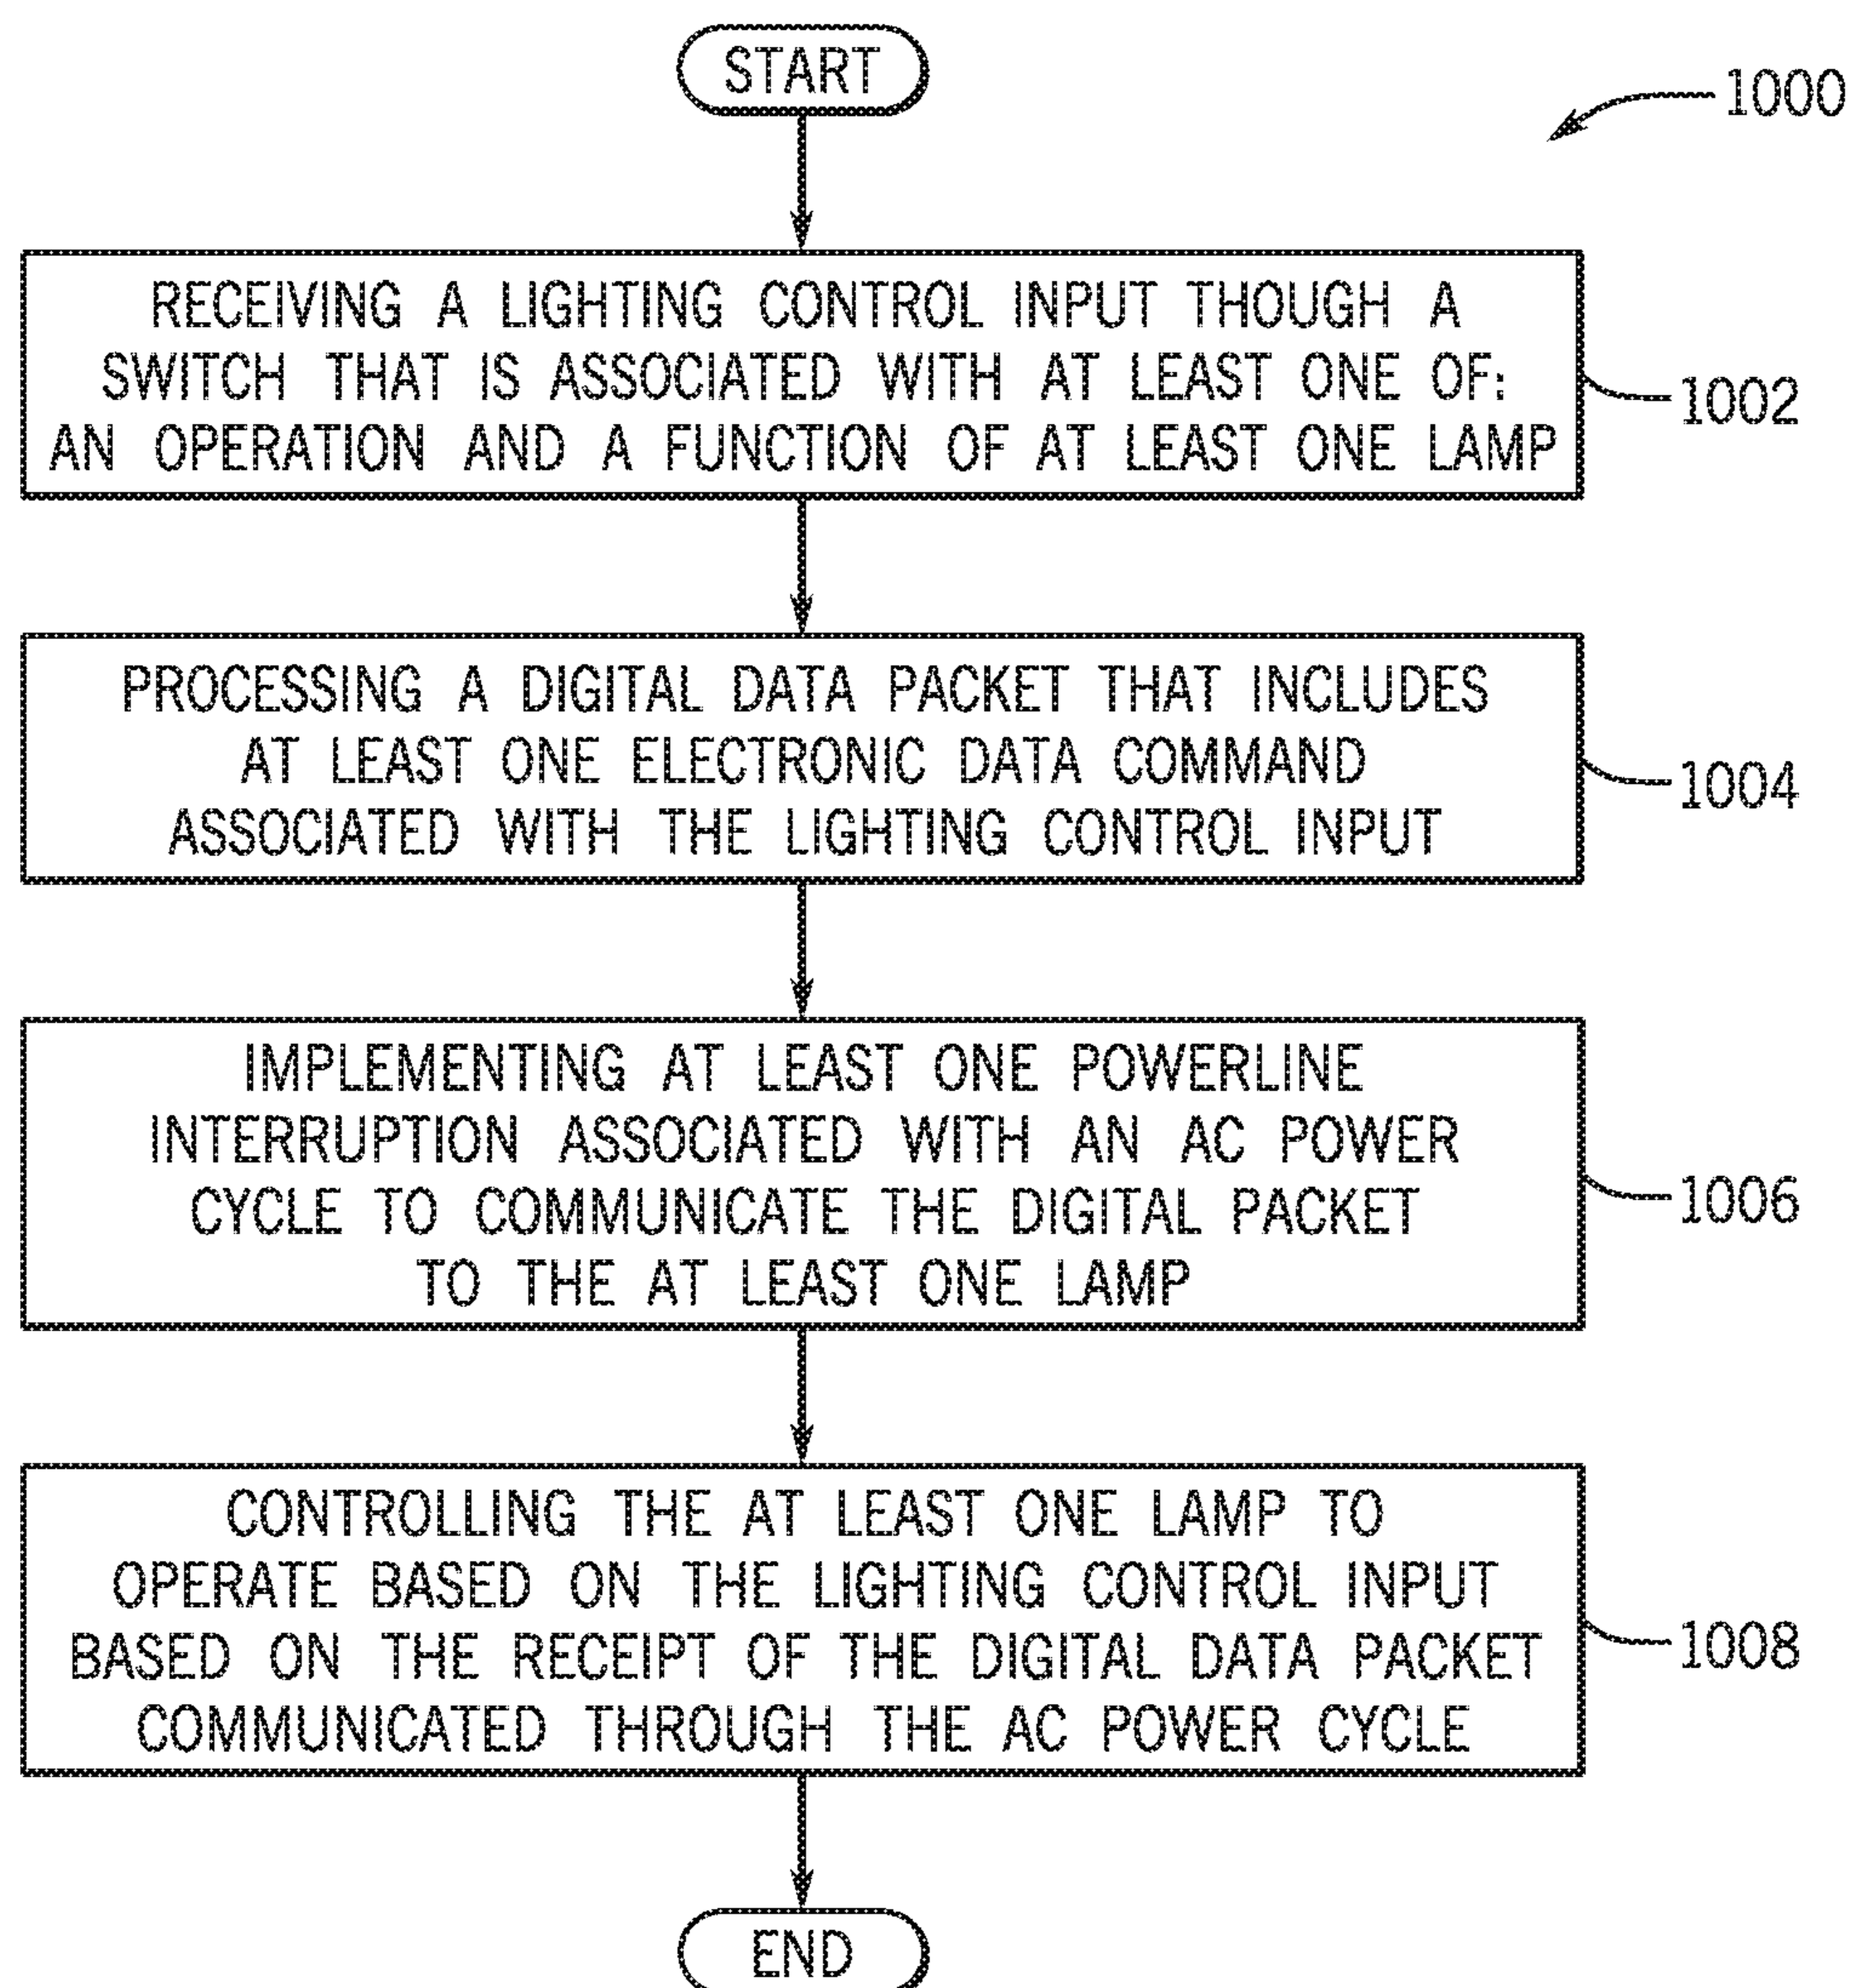 START
1000
RECEIVING A LIGHTING CONTROL INPUT THOUGH A
SWITCH THAT IS ASSOCIATED WITH AT LEAST ONE OF:
AN OPERATION AND A FUNCTION OF AT LEAST ONE LAMP
1002
PROCESSING A DIGITAL DATA PACKET THAT INCLUDES
AT LEAST ONE ELECTRONIC DATA COMMAND
ASSOCIATED WITH THE LIGHTING CONTROL INPUT
1004
IMPLEMENTING AT LEAST ONE POWERLINE
INTERRUPTION ASSOCIATED WITH AN AC POWER
CYCLE TO COMMUNICATE THE DIGITAL PACKET
TO THE AT LEAST ONE LAMP
1006
CONTROLLING THE AT LEAST ONE LAMP TO
OPERATE BASED ON THE LIGHTING CONTROL INPUT
BASED ON THE RECEIPT OF THE DIGITAL DATA PACKET
COMMUNICATED THROUGH THE AC POWER CYCLE
1008
END